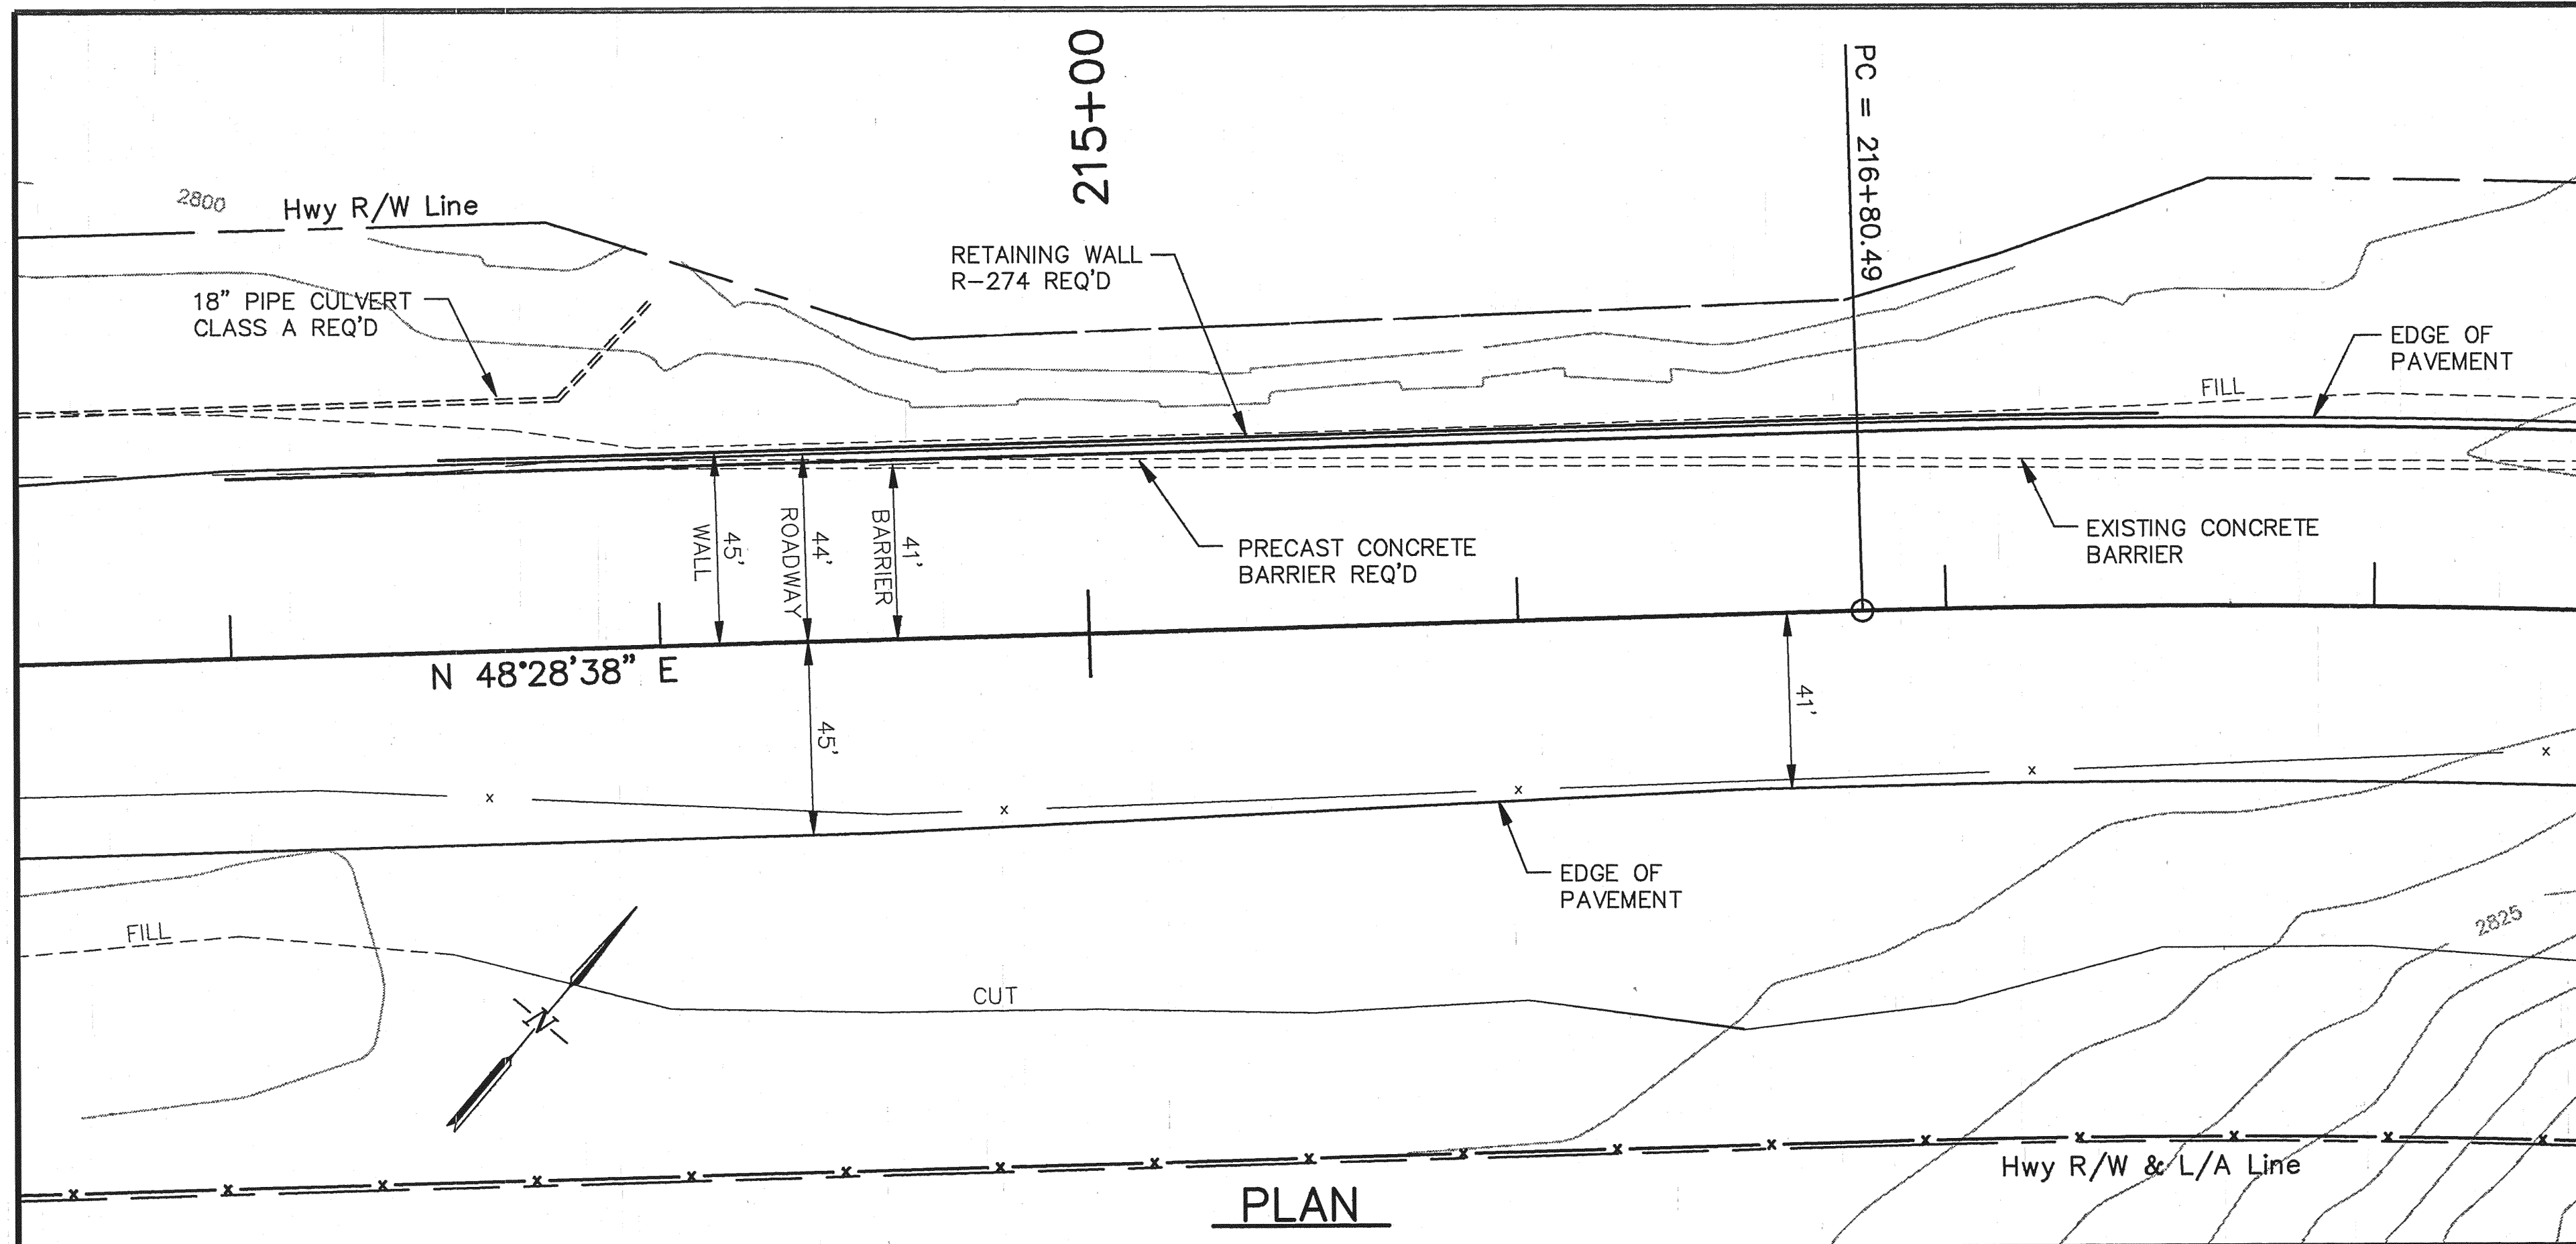 215+00
PC = 216+80.49
2800
Hwy R/W Line
RETAINING WALL
R-274 REQ'D
18" PIPE CULVERT
CLASS A REQ'D
EDGE OF
PAVEMENT
FILL
WALL
45'
ROADWAY
44'
BARRIER
41'
PRECAST CONCRETE
BARRIER REQ'D
EXISTING CONCRETE
BARRIER
N 48°28'38" E
45'
41'
x
x
x
x
x
EDGE OF
PAVEMENT
2825
FILL
CUT
N
x x x x x x x x x x x x x x x x x
Hwy R/W & L/A Line
PLAN